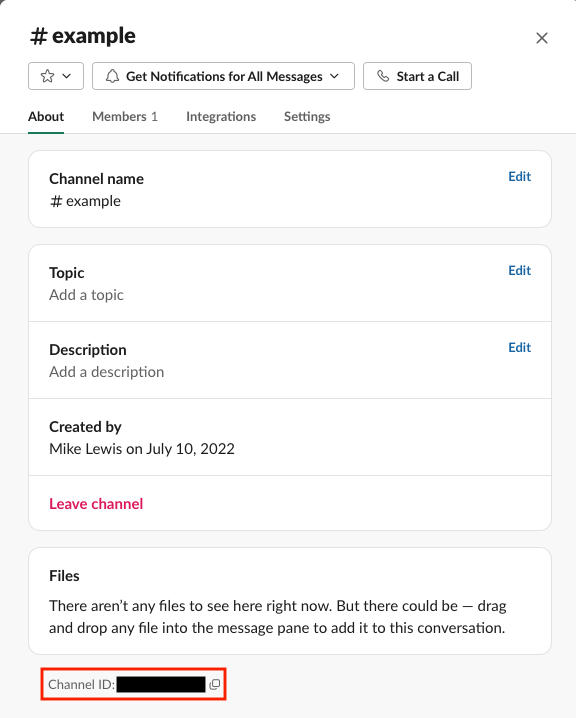 # example
Get Notifications for All Messages
Start a Call
About
Members 1
Integrations
Settings
Channel name
Edit
# example
Topic
Edit
Add a topic
Description
Edit
Add a description
Created by
Mike Lewis on July 10, 2022
Leave channel
Files
There aren’t any files to see here right now. But there could be — drag
and drop any file into the message pane to add it to this conversation.
Channel ID: